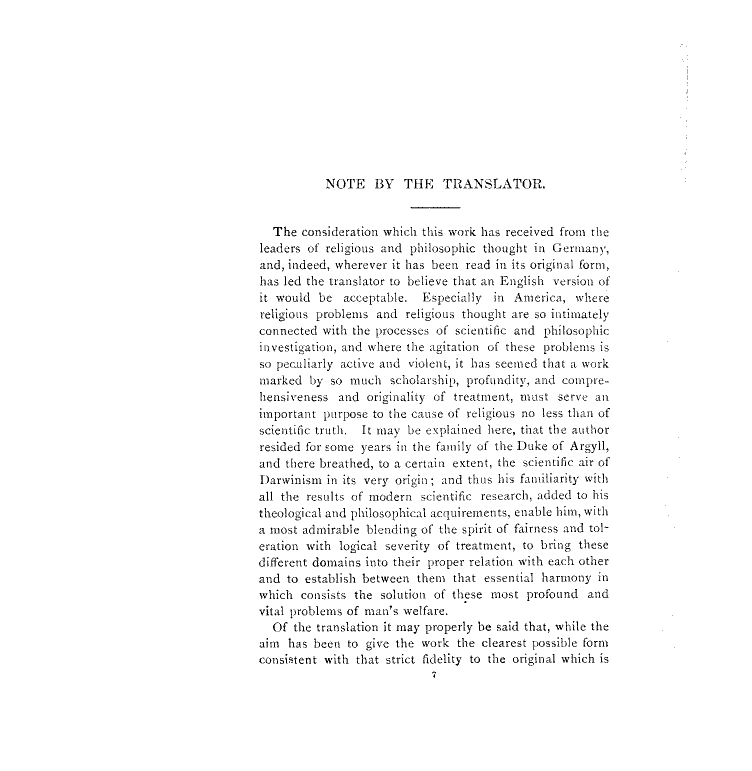 NOTE BY THE TRANSLATOR.
The consideration which this work has received from the
leaders of religious and philosophic thought in Germany,
and, indeed, wherever it has been read in its original form,
has led the translator to believe that an English version of
it would be acceptable. Especially in America, where
religious problems and religious thought are so intimately
connected with the processes of scientific and philosophic
investigation, and where the agitation of these problems is
so peculiarly active and violent, it has seemed that a work
marked by so much scholarship, profundity, and compre-
hensiveness and originality of treatment, must serve an
important purpose to the cause of religious no less than of
scientific truth. It may be explained here, that the author
resided for some years in the family of the Duke of Argyll,
and there breathed, to a certain extent, the scientific air of
Darwinism in its very origin; and thus his familiarity with
all the results of modern scientific research, added to his
theological and philosophical acquirements, enable him, with
a most admirable blending of the spirit of fairness and tol-
eration with logical severity of treatment, to bring these
different domains into their proper relation with each other
and to establish between them that essential harmony in
which consists the solution of these most profound and
vital problems of man's welfare.
Of the translation it may properly be said that, while the
aim has been to give the work the clearest possible form
consistent with that strict fidelity to the original which is
7